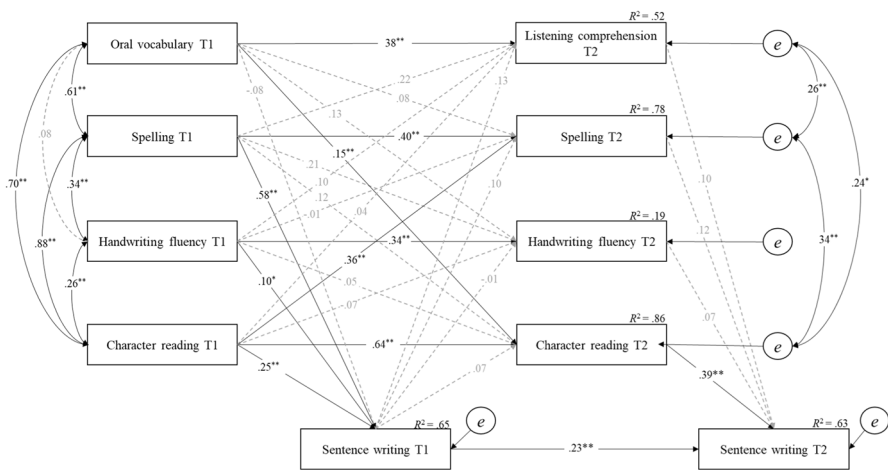 R² = .52
Oral vocabulary T1
.38**
Listening comprehension
T2
e
-.08
.22
.13
.08
.13
.61**
26**
R² = .78
Spelling T1
.40**
Spelling T2
e
.08
.15**
.21
.10
.12
.01
.10
.10
.70**
.34**
.58**
.04
.24*
R² = .19
.12
.88**
Handwriting fluency T1
.34**
Handwriting fluency T2
e
34**
.36**
.26**
.10*
.05
.07
.01
.07
R² = .86
Character reading T1
.64**
Character reading T2
e
.25**
.07
.39**
R² = .65
e
R² = .63
e
Sentence writing T1
.23**
Sentence writing T2